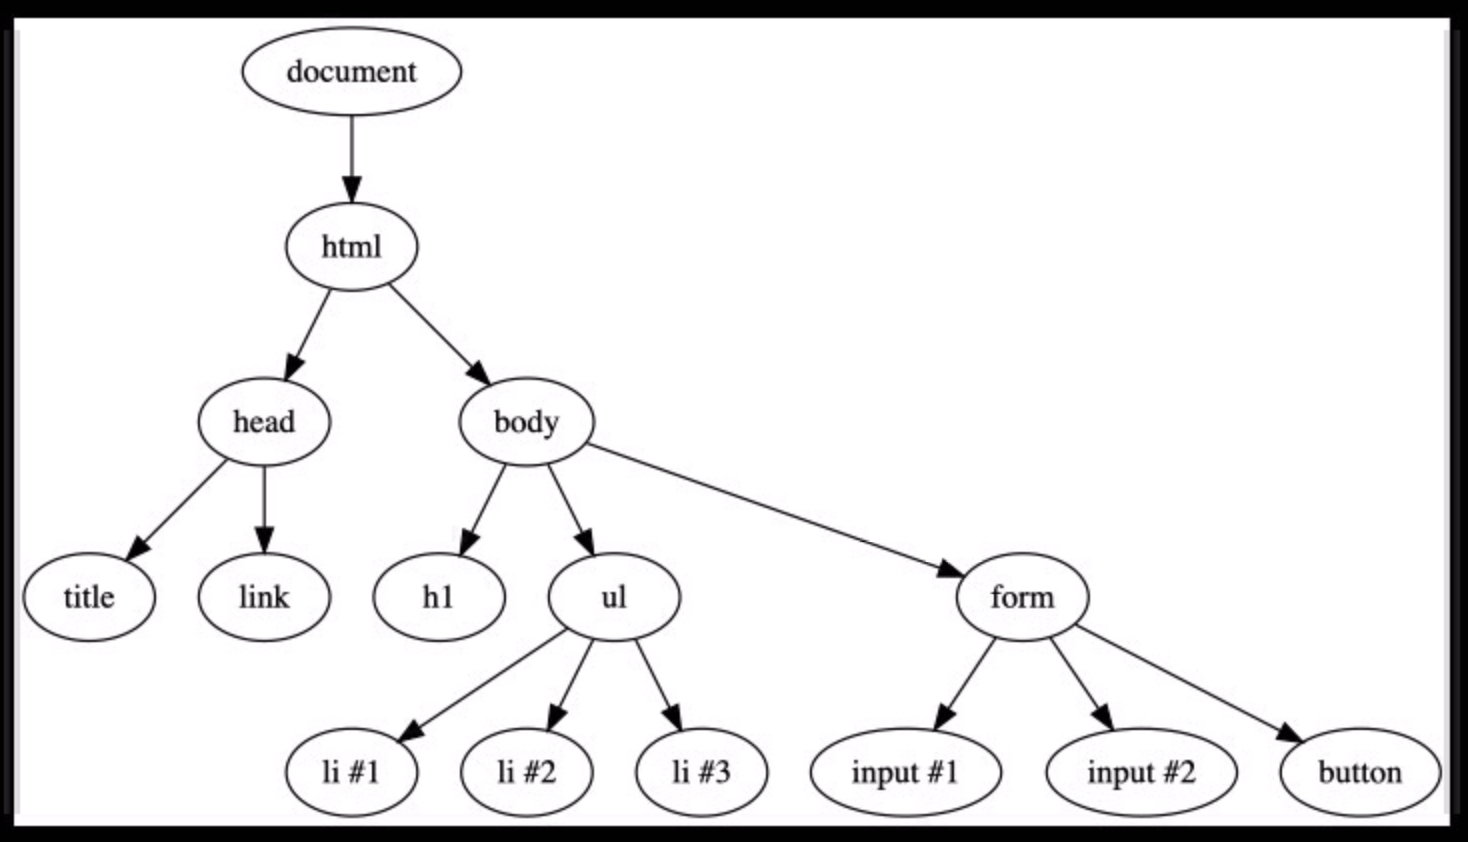 document
html
head
body
title
link
h1
ul
form
li #1
li #2
li #3
input #1
input #2
button